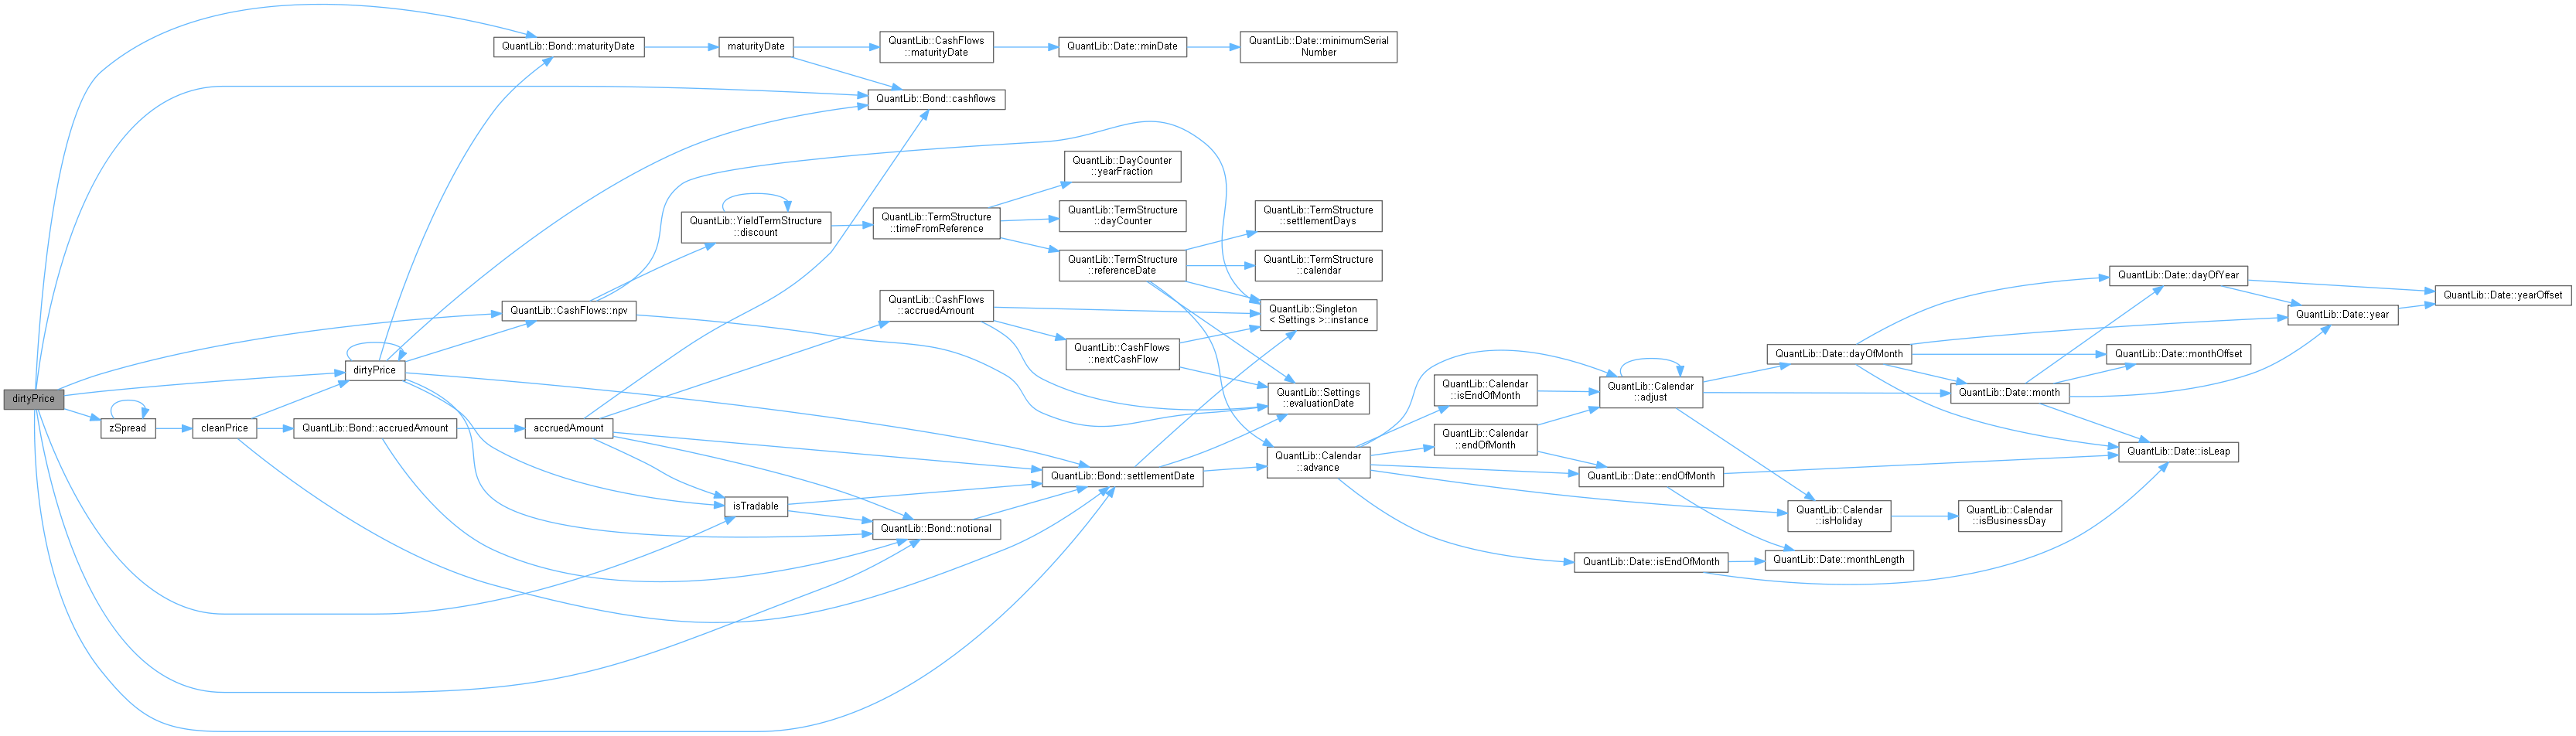 dirtyPrice
zSpread
cleanPrice
dirtyPrice
QuantLib::Bond::accruedAmount
QuantLib::Bond::maturityDate
QuantLib::CashFlows::npv
accruedAmount
maturityDate
QuantLib::YieldTermStructure
::discount
isTradable
QuantLib::CashFlows
::maturityDate
QuantLib::Bond::cashflows
QuantLib::TermStructure
::timeFromReference
QuantLib::CashFlows
::accruedAmount
QuantLib::Bond::notional
QuantLib::Date::minDate
QuantLib::DayCounter
::yearFraction
QuantLib::TermStructure
::dayCounter
QuantLib::TermStructure
::referenceDate
QuantLib::CashFlows
::nextCashFlow
QuantLib::Bond::settlementDate
QuantLib::Date::minimumSerial
Number
QuantLib::TermStructure
::settlementDays
QuantLib::TermStructure
::calendar
QuantLib::Singleton
< Settings >::instance
QuantLib::Settings
::evaluationDate
QuantLib::Calendar
::advance
QuantLib::Calendar
::isEndOfMonth
QuantLib::Calendar
::endOfMonth
QuantLib::Calendar
::adjust
QuantLib::Date::endOfMonth
QuantLib::Date::isEndOfMonth
QuantLib::Date::dayOfMonth
QuantLib::Calendar
::isHoliday
QuantLib::Date::monthLength
QuantLib::Date::month
QuantLib::Calendar
::isBusinessDay
QuantLib::Date::dayOfYear
QuantLib::Date::monthOffset
QuantLib::Date::isLeap
QuantLib::Date::year
QuantLib::Date::yearOffset